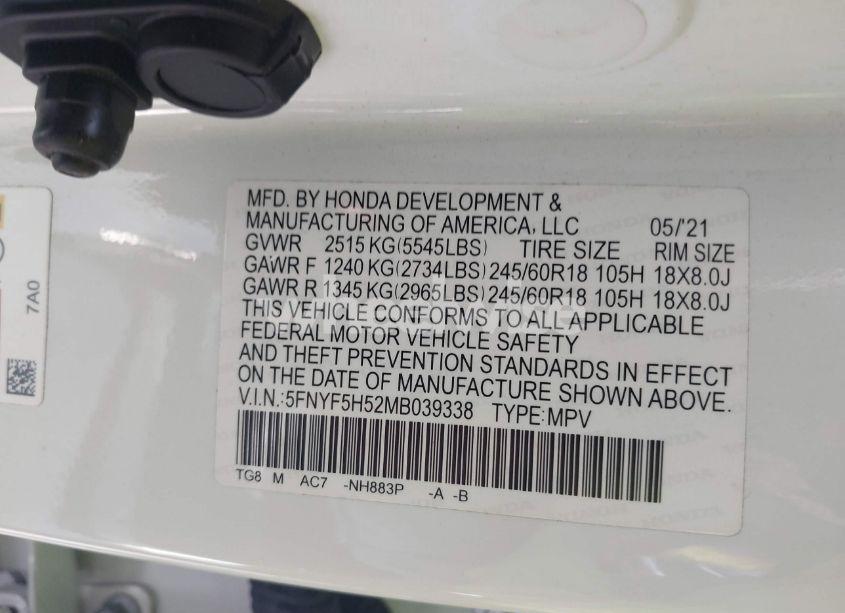 MFD. BY HONDA DEVELOPMENT &
MANUFACTURING OF AMERICA, LLC 05/'21
GVWR 2515 KG(5545LBS) TIRE SIZE RIM SIZE
GAWR F 1240 KG(2734LBS) 245/60R18 105H 18X8.0J
GAWR R 1345 KG(2965LBS) 245/60R18 105H 18X8.0J
THIS VEHICLE CONFORMS TO ALL APPLICABLE
FEDERAL MOTOR VEHICLE SAFETY
AND THEFT PREVENTION STANDARDS IN EFFECT
ON THE DATE OF MANUFACTURE SHOWN ABOVE.
V.I.N.:5FNYF5H52MB039338 TYPE:MPV
TG8 M AC7 -NH883P -A -B
7A0